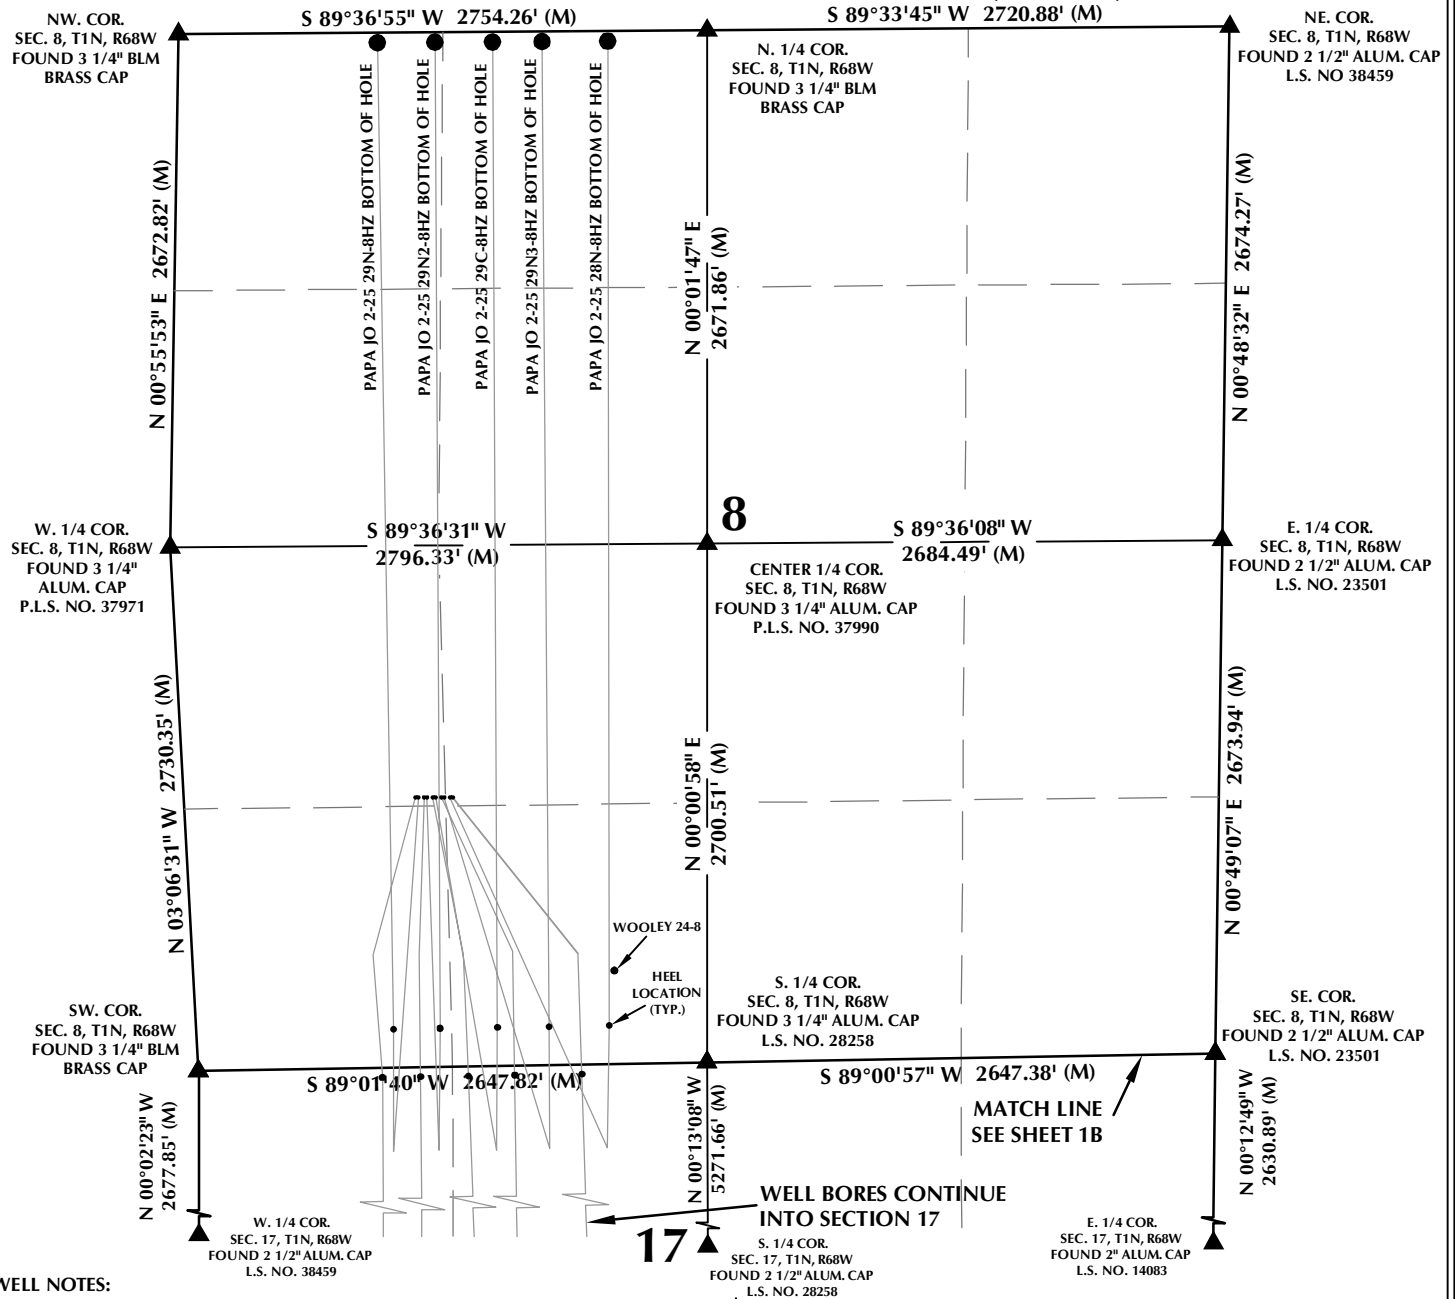 S 89°36'55" W 2754.26' (M)
S 89°33'45" W 2720.88' (M)
NW. COR.
SEC. 8, T1N, R68W
FOUND 3 1/4" BLM
BRASS CAP
N. 1/4 COR.
SEC. 8, T1N, R68W
FOUND 3 1/4" BLM
BRASS CAP
NE. COR.
SEC. 8, T1N, R68W
FOUND 2 1/2" ALUM. CAP
L.S. NO 38459
PAPA JO 2-25 29N-8HZ BOTTOM OF HOLE
PAPA JO 2-25 29N2-8HZ BOTTOM OF HOLE
PAPA JO 2-25 29C-8HZ BOTTOM OF HOLE
PAPA JO 2-25 29N3-8HZ BOTTOM OF HOLE
PAPA JO 2-25 28N-8HZ BOTTOM OF HOLE
N 00°55'53" E 2672.82' (M)
N 00°01'47" E
2671.86' (M)
N 00°48'32" E 2674.27' (M)
8
S 89°36'31" W
2796.33' (M)
S 89°36'08" W
2684.49' (M)
W. 1/4 COR.
SEC. 8, T1N, R68W
FOUND 3 1/4"
ALUM. CAP
P.L.S. NO. 37971
CENTER 1/4 COR.
SEC. 8, T1N, R68W
FOUND 3 1/4" ALUM. CAP
P.L.S. NO. 37990
E. 1/4 COR.
SEC. 8, T1N, R68W
FOUND 2 1/2" ALUM. CAP
L.S. NO. 23501
N 03°06'31" W 2730.35' (M)
N 00°00'58" E
2700.51' (M)
N 00°49'07" E 2673.94' (M)
WOOLEY 24-8
HEEL
LOCATION
(TYP.)
SW. COR.
SEC. 8, T1N, R68W
FOUND 3 1/4" BLM
BRASS CAP
S. 1/4 COR.
SEC. 8, T1N, R68W
FOUND 3 1/4" ALUM. CAP
L.S. NO. 28258
SE. COR.
SEC. 8, T1N, R68W
FOUND 2 1/2" ALUM. CAP
L.S. NO. 23501
S 89°01'40" W 2647.82' (M)
S 89°00'57" W 2647.38' (M)
MATCH LINE
SEE SHEET 1B
N 00°02'23" W
2677.85' (M)
N 00°13'08" W
5271.66' (M)
N 00°12'49" W
2630.89' (M)
WELL BORES CONTINUE
INTO SECTION 17
17
W. 1/4 COR.
SEC. 17, T1N, R68W
FOUND 2 1/2" ALUM. CAP
L.S. NO. 38459
S. 1/4 COR.
SEC. 17, T1N, R68W
FOUND 2 1/2" ALUM. CAP
L.S. NO. 28258
E. 1/4 COR.
SEC. 17, T1N, R68W
FOUND 2" ALUM. CAP
L.S. NO. 14083
WELL NOTES: